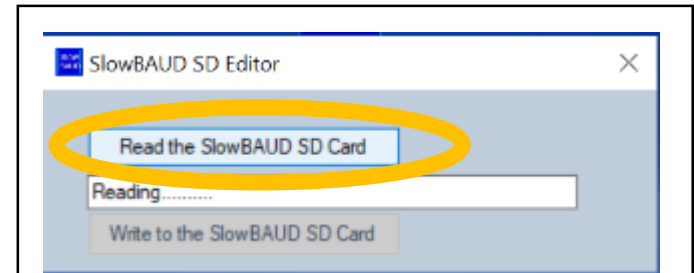 SlowBAUD SD Editor
Read the SlowBAUD SD Card
Reading..........
Write to the SlowBAUD SD Card